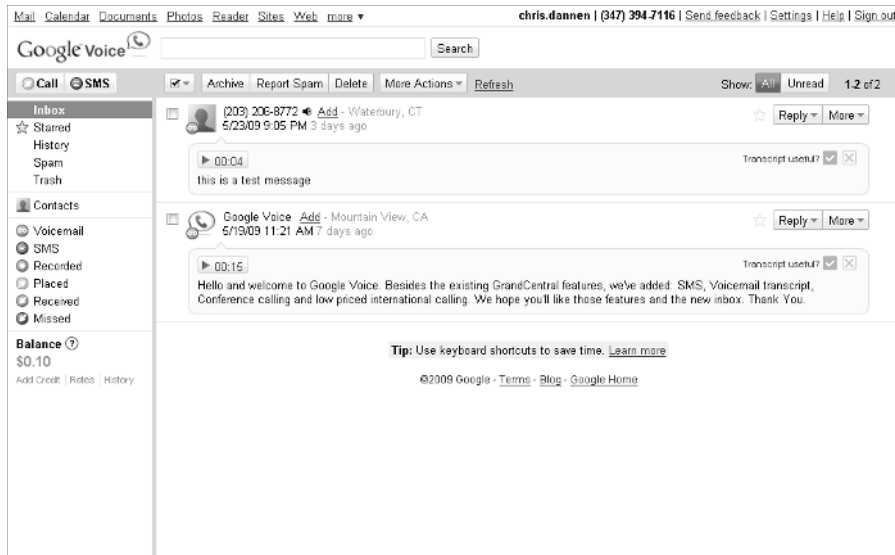 Mail Calendar Documents Photos Reader Sites Web more ▼ chris.dannen | (347) 394-7116 | Send feedback | Settings | Help | Sign out
Google Voice Search
Call SMS Archive Report Spam Delete More Actions Refresh Show: All Unread 1-2 of 2
Inbox
Starred
History
Spam
Trash
Contacts
Voicemail
SMS
Recorded
Placed
Received
Missed
Balance ?
$0.10
Add Credit | Rates | History
(203) 206-8772 Add - Waterbury, CT
5/23/09 9:05 PM 3 days ago
Reply More
00:04 Transcript useful?
this is a test message
Google Voice Add - Mountain View, CA
5/19/09 11:21 AM 7 days ago
Reply More
00:15 Transcript useful?
Hello and welcome to Google Voice. Besides the existing GrandCentral features, we've added: SMS, Voicemail transcript,
Conference calling and low priced international calling. We hope you'll like those features and the new inbox. Thank You.
Tip: Use keyboard shortcuts to save time. Learn more
©2009 Google - Terms - Blog - Google Home